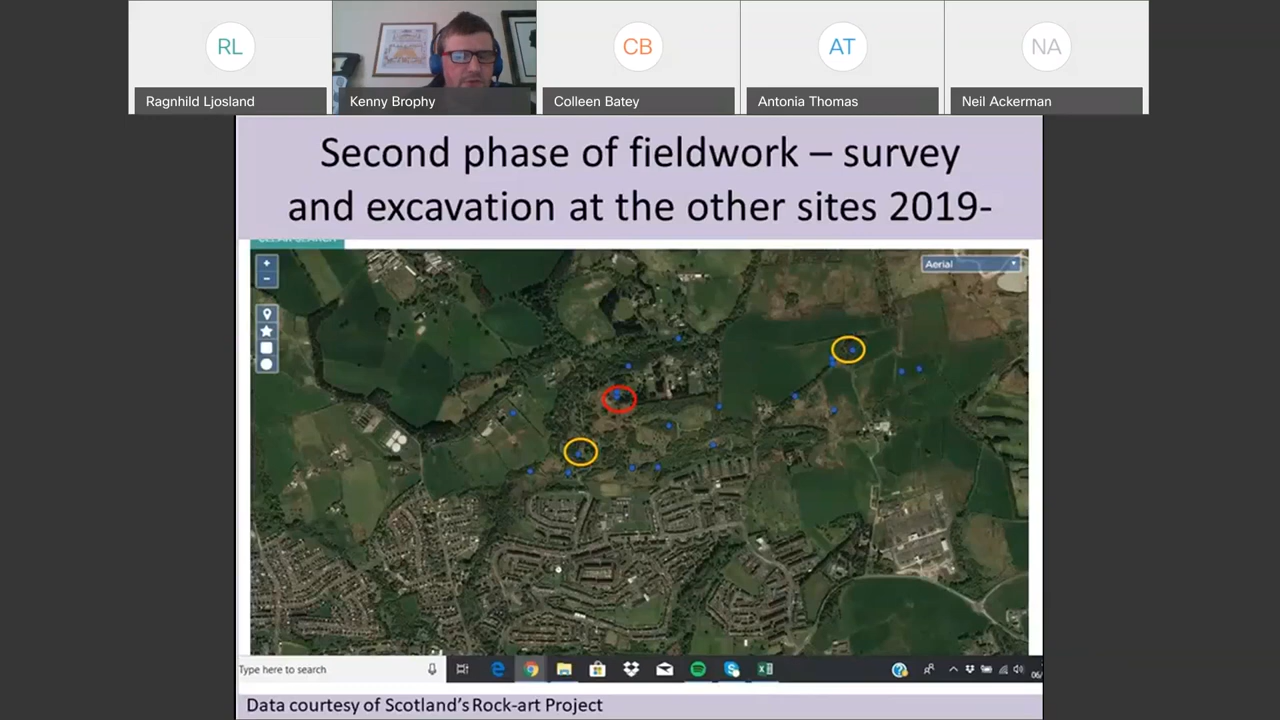 RL
CB
AT
NA
Ragnhild Ljosland
Kenny Brophy
Colleen Batey
Antonia Thomas
Neil Ackerman
Second phase of fieldwork – survey
and excavation at the other sites 2019-
Aerial
Type here to search
Data courtesy of Scotland's Rock-art Project